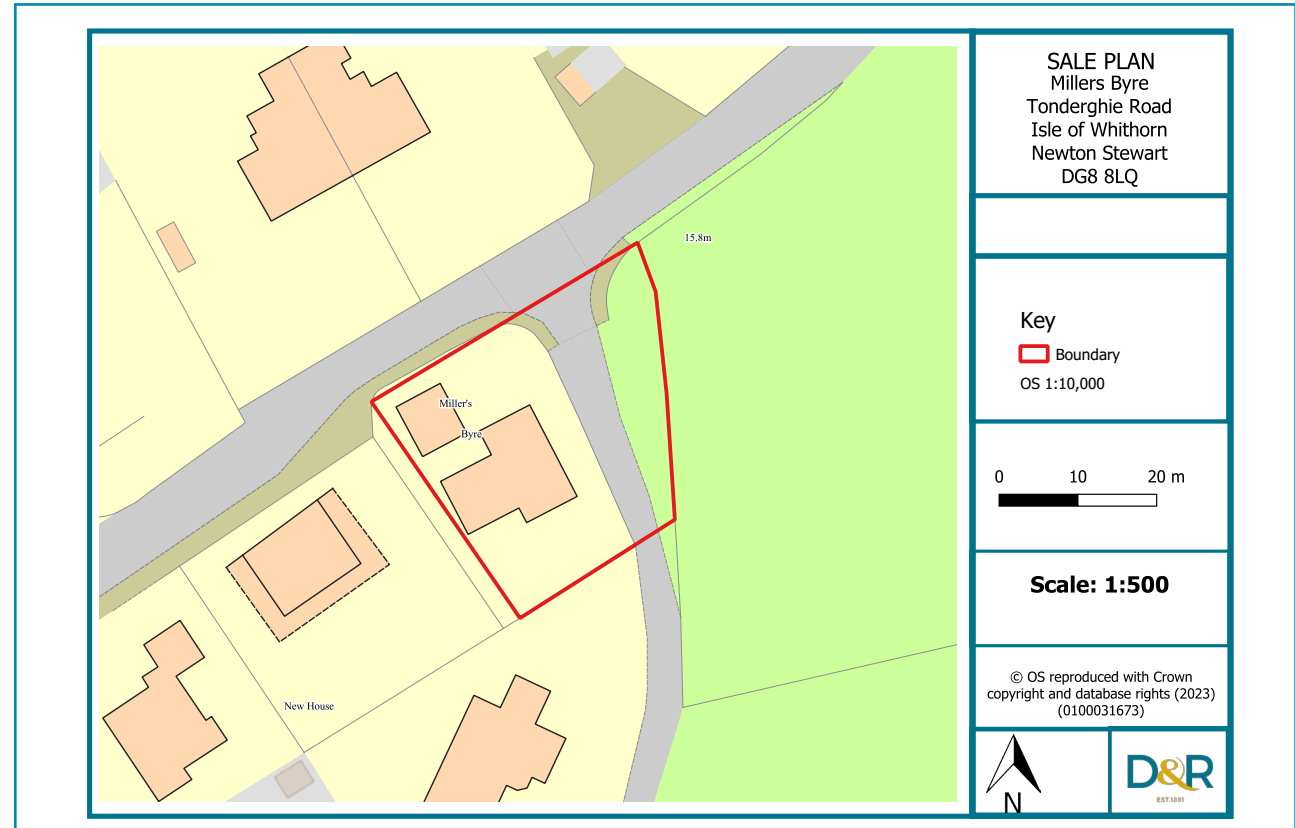 SALE PLAN
Millers Byre
Tonderghie Road
Isle of Whithorn
Newton Stewart
DG8 8LQ
15.8m
Miller's
Byre
New House
Key
Boundary
OS 1:10,000
0 10 20 m
Scale: 1:500
© OS reproduced with Crown
copyright and database rights (2023)
(0100031673)
N
D&R
EST.1891